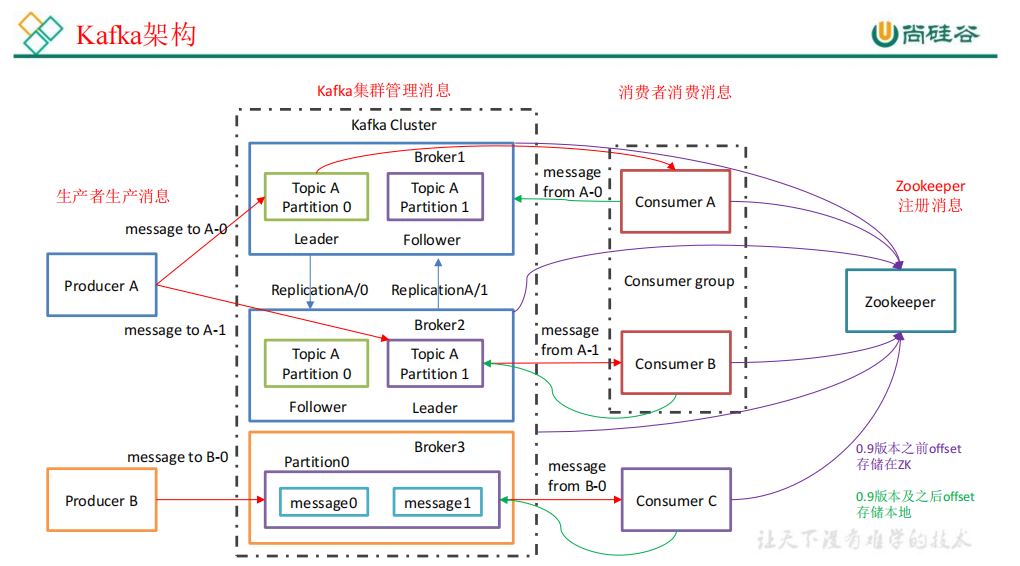 Kafka架构
尚硅谷
Kafka集群管理消息
消费者消费消息
Kafka Cluster
Broker1
Topic A
Partition 0
Topic A
Partition 1
Leader
Follower
生产者生产消息
message to A-0
Producer A
message to A-1
ReplicationA/0
ReplicationA/1
Broker2
Topic A
Partition 0
Topic A
Partition 1
Follower
Leader
message
from A-0
Consumer A
Consumer group
message
from A-1
Consumer B
Zookeeper
注册消息
Zookeeper
message to B-0
Producer B
Broker3
Partition0
message0
message1
message
from B-0
Consumer C
0.9版本之前offset
存储在ZK
0.9版本及之后offset
存储本地
让天下没有难学的技术